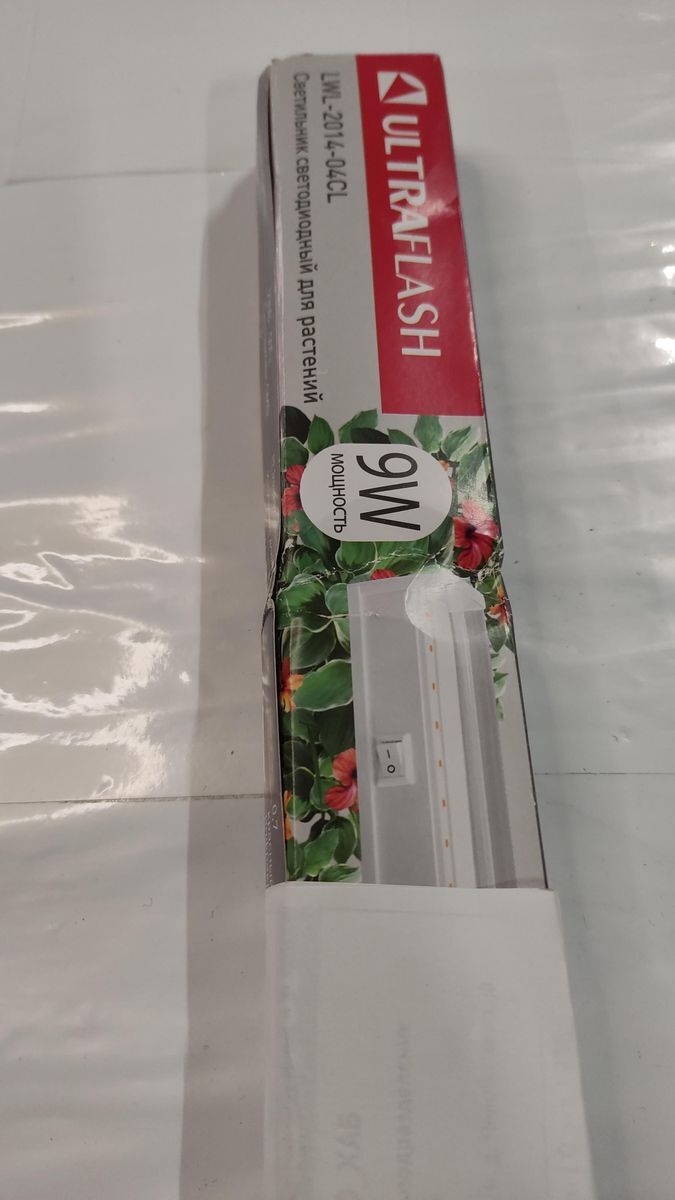 ULTRAFLASH
LWL-2014-04CL
Светильник светодиодный для растений
9W
мощность